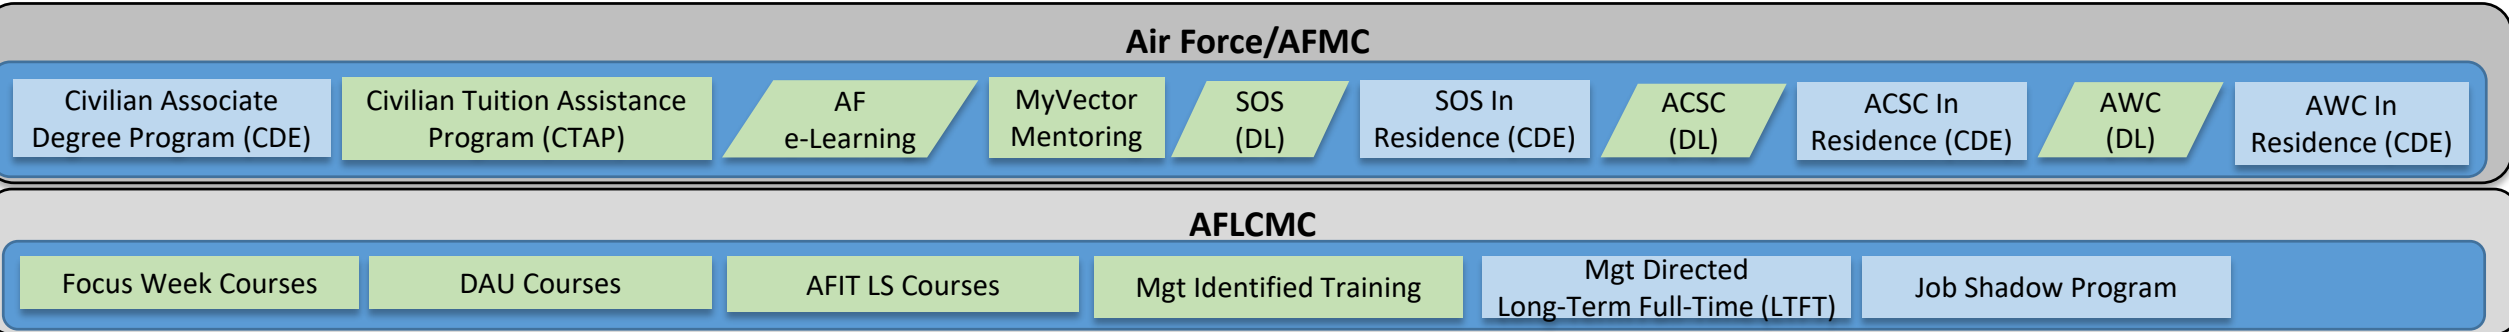 Air Force/AFMC
Civilian Associate
Degree Program (CDE)
Civilian Tuition Assistance
Program (CTAP)
AF
e-Learning
MyVector
Mentoring
SOS
(DL)
SOS In
Residence (CDE)
ACSC
(DL)
ACSC In
Residence (CDE)
AWC
(DL)
AWC In
Residence (CDE)
AFLCMC
Focus Week Courses
DAU Courses
AFIT LS Courses
Mgt Identified Training
Mgt Directed
Long-Term Full-Time (LTFT)
Job Shadow Program